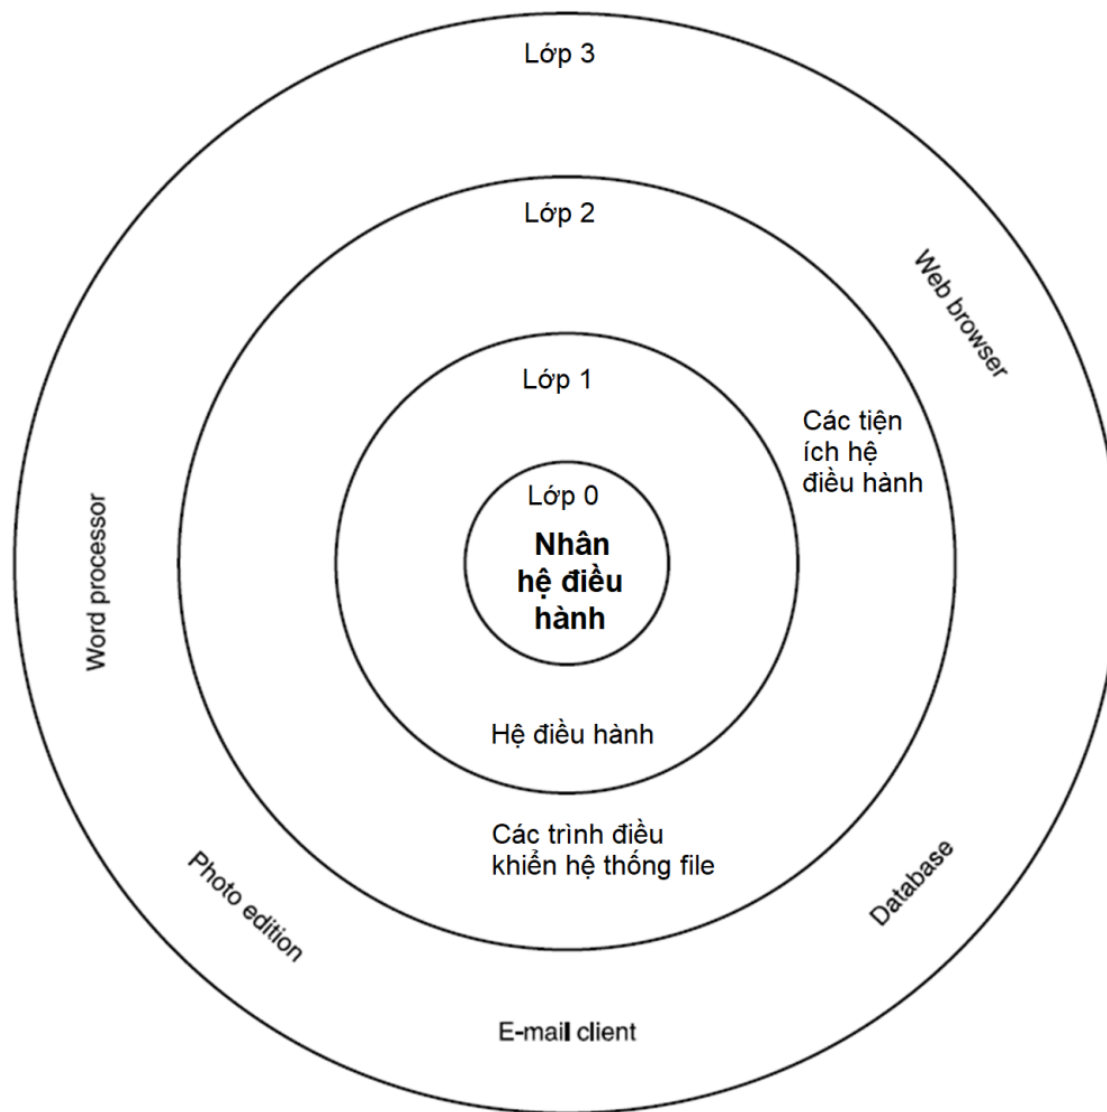 Lớp 3
Lớp 2
Web browser
Lớp 1
Các tiện
ích hệ
điều hành
Lớp 0
Nhân
hệ điều
hành
Word processor
Hệ điều hành
Các trình điều
khiển hệ thống file
Photo edition
Database
E-mail client